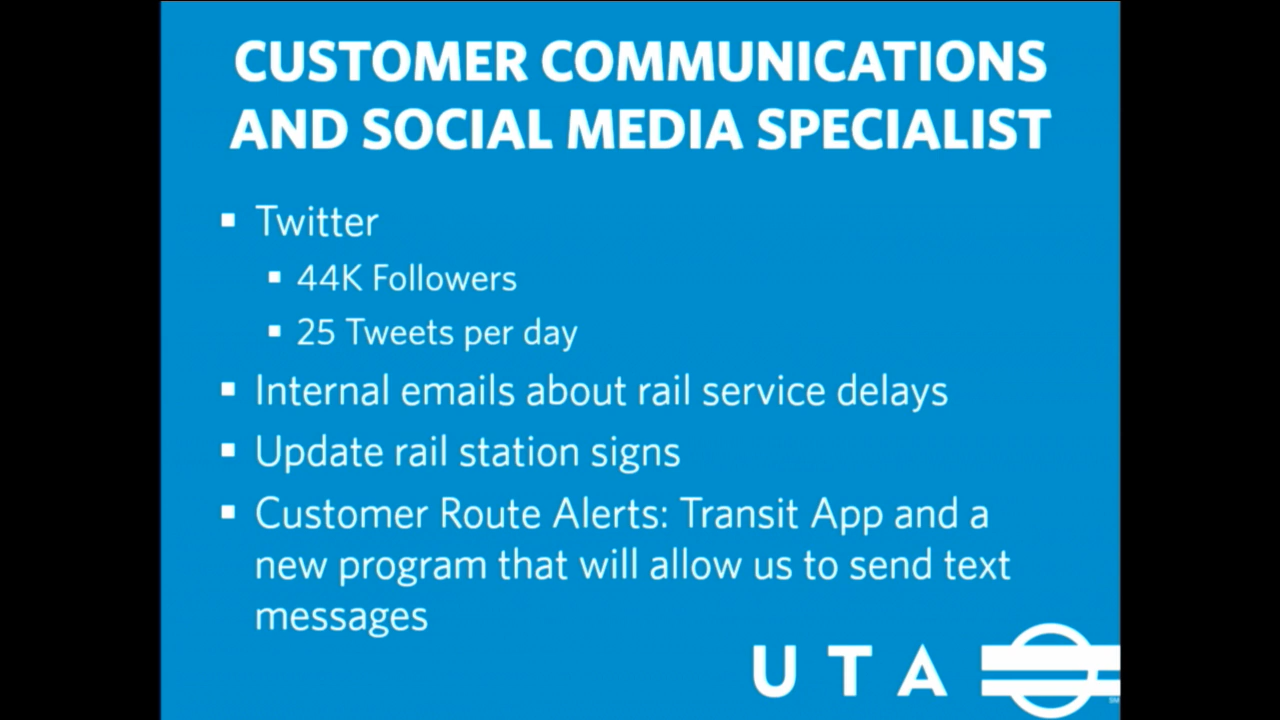 CUSTOMER COMMUNICATIONS
AND SOCIAL MEDIA SPECIALIST
Twitter
44K Followers
25 Tweets per day
Internal emails about rail service delays
Update rail station signs
Customer Route Alerts: Transit App and a
new program that will allow us to send text
messages
UTA
SM